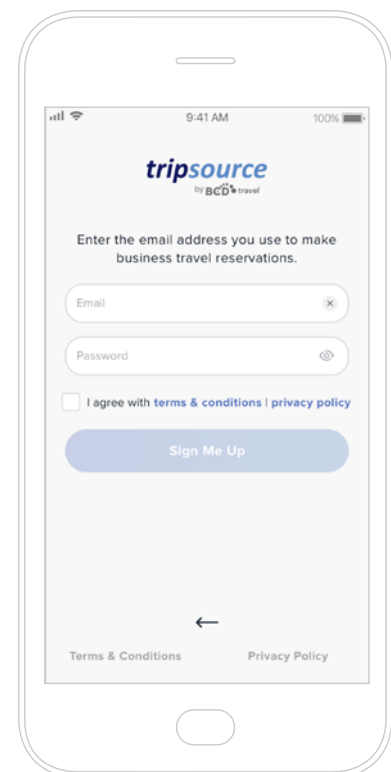 9:41 AM 100%
tripsource
by BCD travel
Enter the email address you use to make
business travel reservations.
Email
Password
I agree with terms & conditions | privacy policy
Sign Me Up
Terms & Conditions Privacy Policy